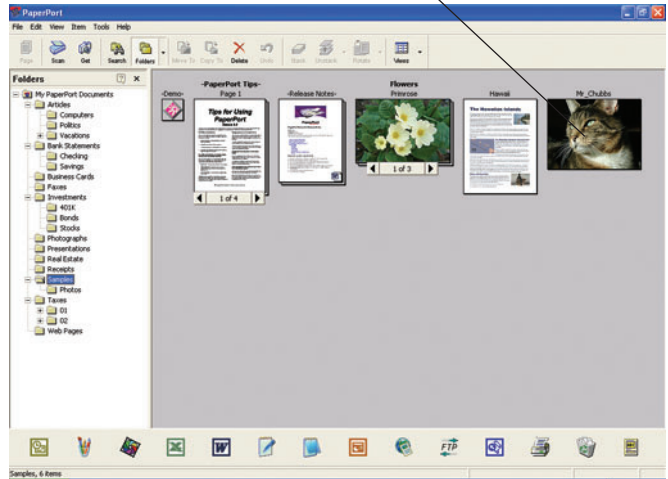 PaperPort
File Edit View Item Tools Help
Page Scan Get Search Folders Move To Copy To Delete Undo Stack Unstack Rotate Views
Folders
My PaperPort Documents
Articles
Computers
Politics
Vacations
Bank Statements
Checking
Savings
Business Cards
Faxes
Investments
401K
Bonds
Stocks
Photographs
Presentations
Real Estate
Receipts
Samples
Photos
Taxes
01
02
Web Pages
-Demo-
-PaperPort Tips-
Page 1
Tips for Using
PaperPort
1 of 4
-Release Notes-
Flowers
Primrose
1 of 3
Hawaii
The Hawaiian Islands
Mr_Chubbs
FTP
Samples, 6 items